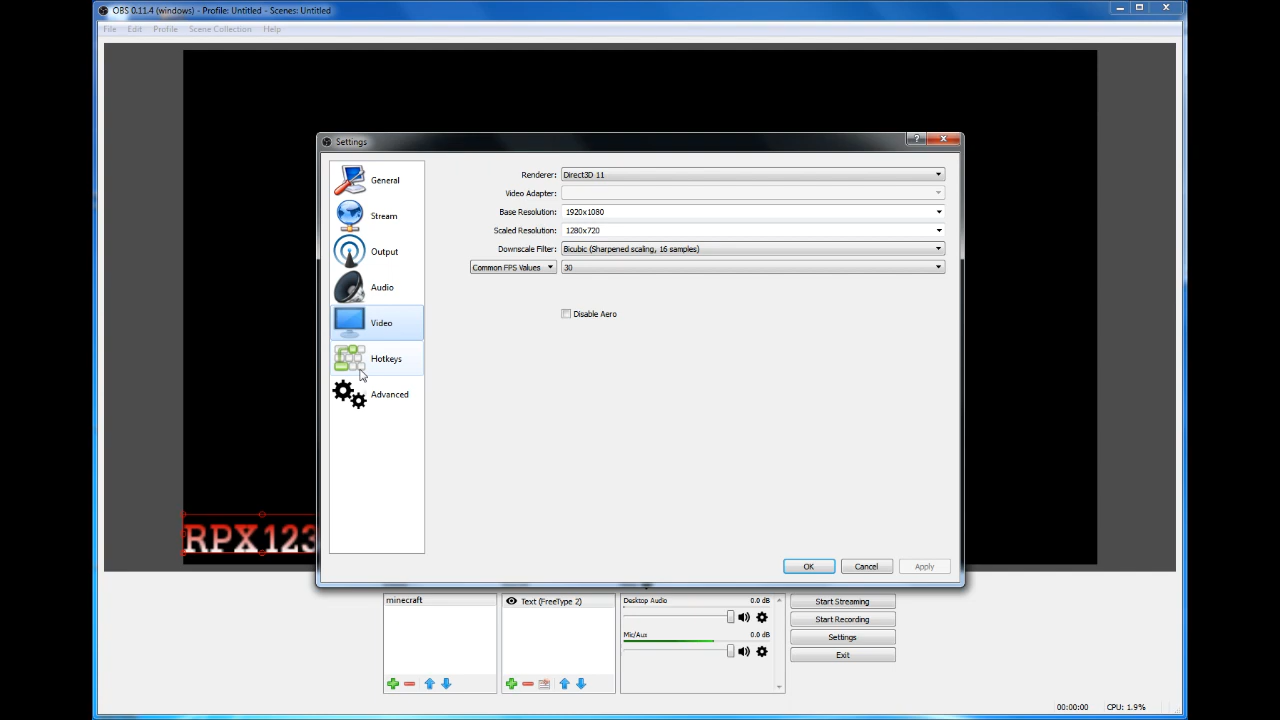 OBS 0.11.4 (windows) - Profile: Untitled - Scenes: Untitled
File Edit Profile Scene Collection Help
Settings
?
General
Stream
Output
Audio
Video
Hotkeys
Advanced
Renderer: Direct3D 11
Video Adapter:
Base Resolution: 1920x1080
Scaled Resolution: 1280x720
Downscale Filter: Bicubic (Sharpened scaling, 16 samples)
Common FPS Values 30
Disable Aero
OK Cancel Apply
RPX123
minecraft
Text (FreeType 2)
Desktop Audio 0.0 dB
Mic/Aux 0.0 dB
Start Streaming
Start Recording
Settings
Exit
00:00:00 CPU: 1.9%